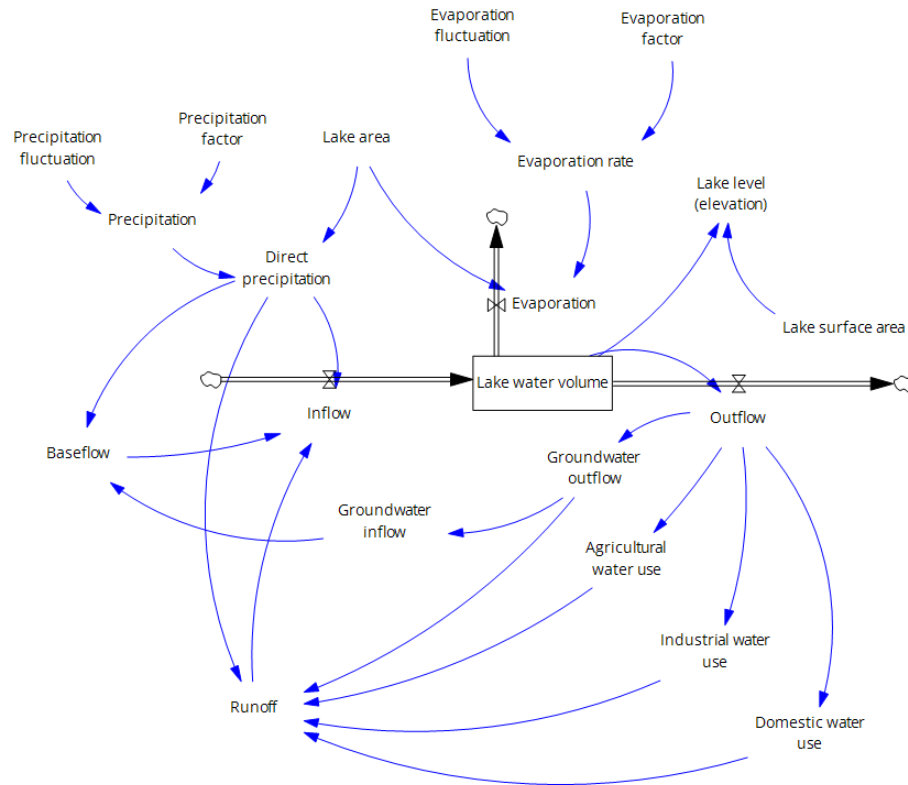 Evaporation
fluctuation
Evaporation
factor
Precipitation
factor
Precipitation
fluctuation
Lake area
Evaporation rate
Lake level
(elevation)
Precipitation
Direct
precipitation
Evaporation
Lake surface area
Lake water volume
Inflow
Outflow
Baseflow
Groundwater
outflow
Groundwater
inflow
Agricultural
water use
Industrial water
use
Runoff
Domestic water
use